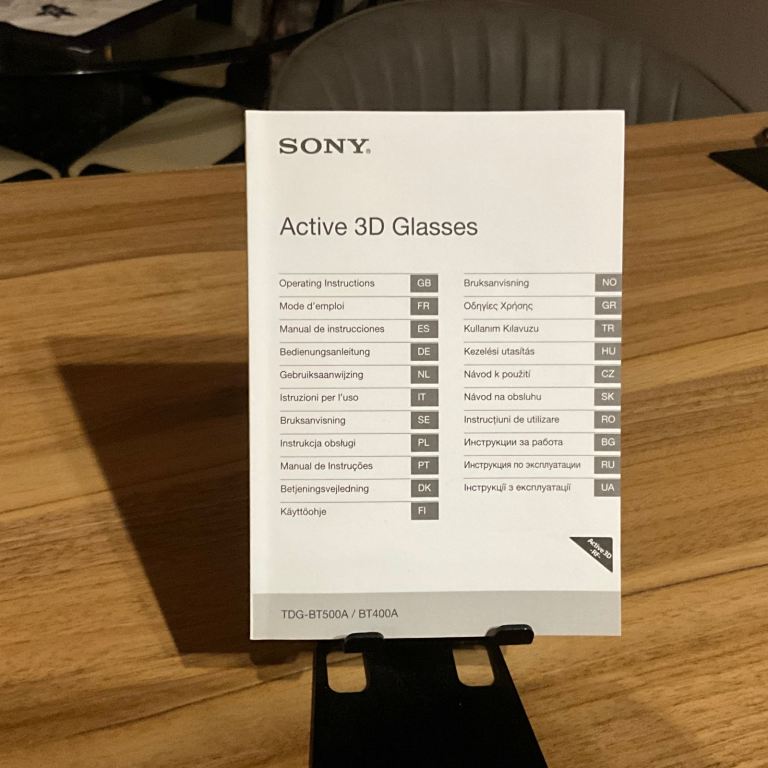 SONY®
Active 3D Glasses
Operating Instructions GB
Mode d'emploi FR
Manual de instrucciones ES
Bedienungsanleitung DE
Gebruiksaanwijzing NL
Istruzioni per l'uso IT
Bruksanvisning SE
Instrukcja obsługi PL
Manual de Instruções PT
Betjeningsvejledning DK
Käyttöohje FI
Bruksanvisning NO
Οδηγίες Χρήσης GR
Kullanım Kılavuzu TR
Kezelési utasítás HU
Návod k použití CZ
Návod na obsluhu SK
Instrucţiuni de utilizare RO
Инструкции за работа BG
Инструкция по эксплуатации RU
Інструкції з експлуатації UA
Active3D
-RF-
TDG-BT500A / BT400A